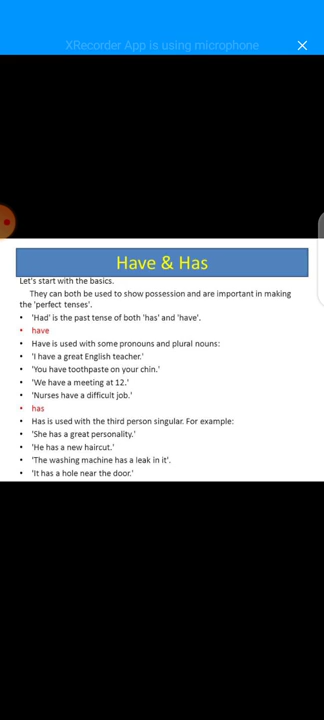 XRecorder App is using microphone
Have & Has
Let's start with the basics.
They can both be used to show possession and are important in making
the 'perfect tenses'.
• 'Had' is the past tense of both 'has' and 'have'.
• have
• Have is used with some pronouns and plural nouns:
• 'I have a great English teacher.'
• 'You have toothpaste on your chin.'
• 'We have a meeting at 12.'
• 'Nurses have a difficult job.'
• has
• Has is used with the third person singular. For example:
• 'She has a great personality.'
• 'He has a new haircut.'
• 'The washing machine has a leak in it'.
• 'It has a hole near the door.'